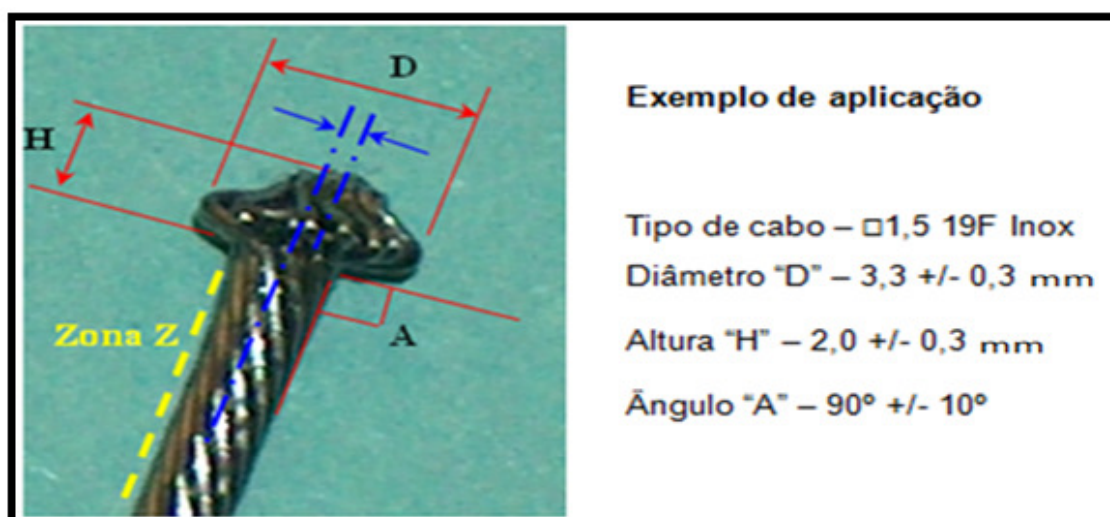 D
H
Zona Z
A
Exemplo de aplicação
Tipo de cabo – □1,5 19F Inox
Diâmetro “D” – 3,3 +/- 0,3 mm
Altura “H” – 2,0 +/- 0,3 mm
Ângulo “A” – 90º +/- 10º